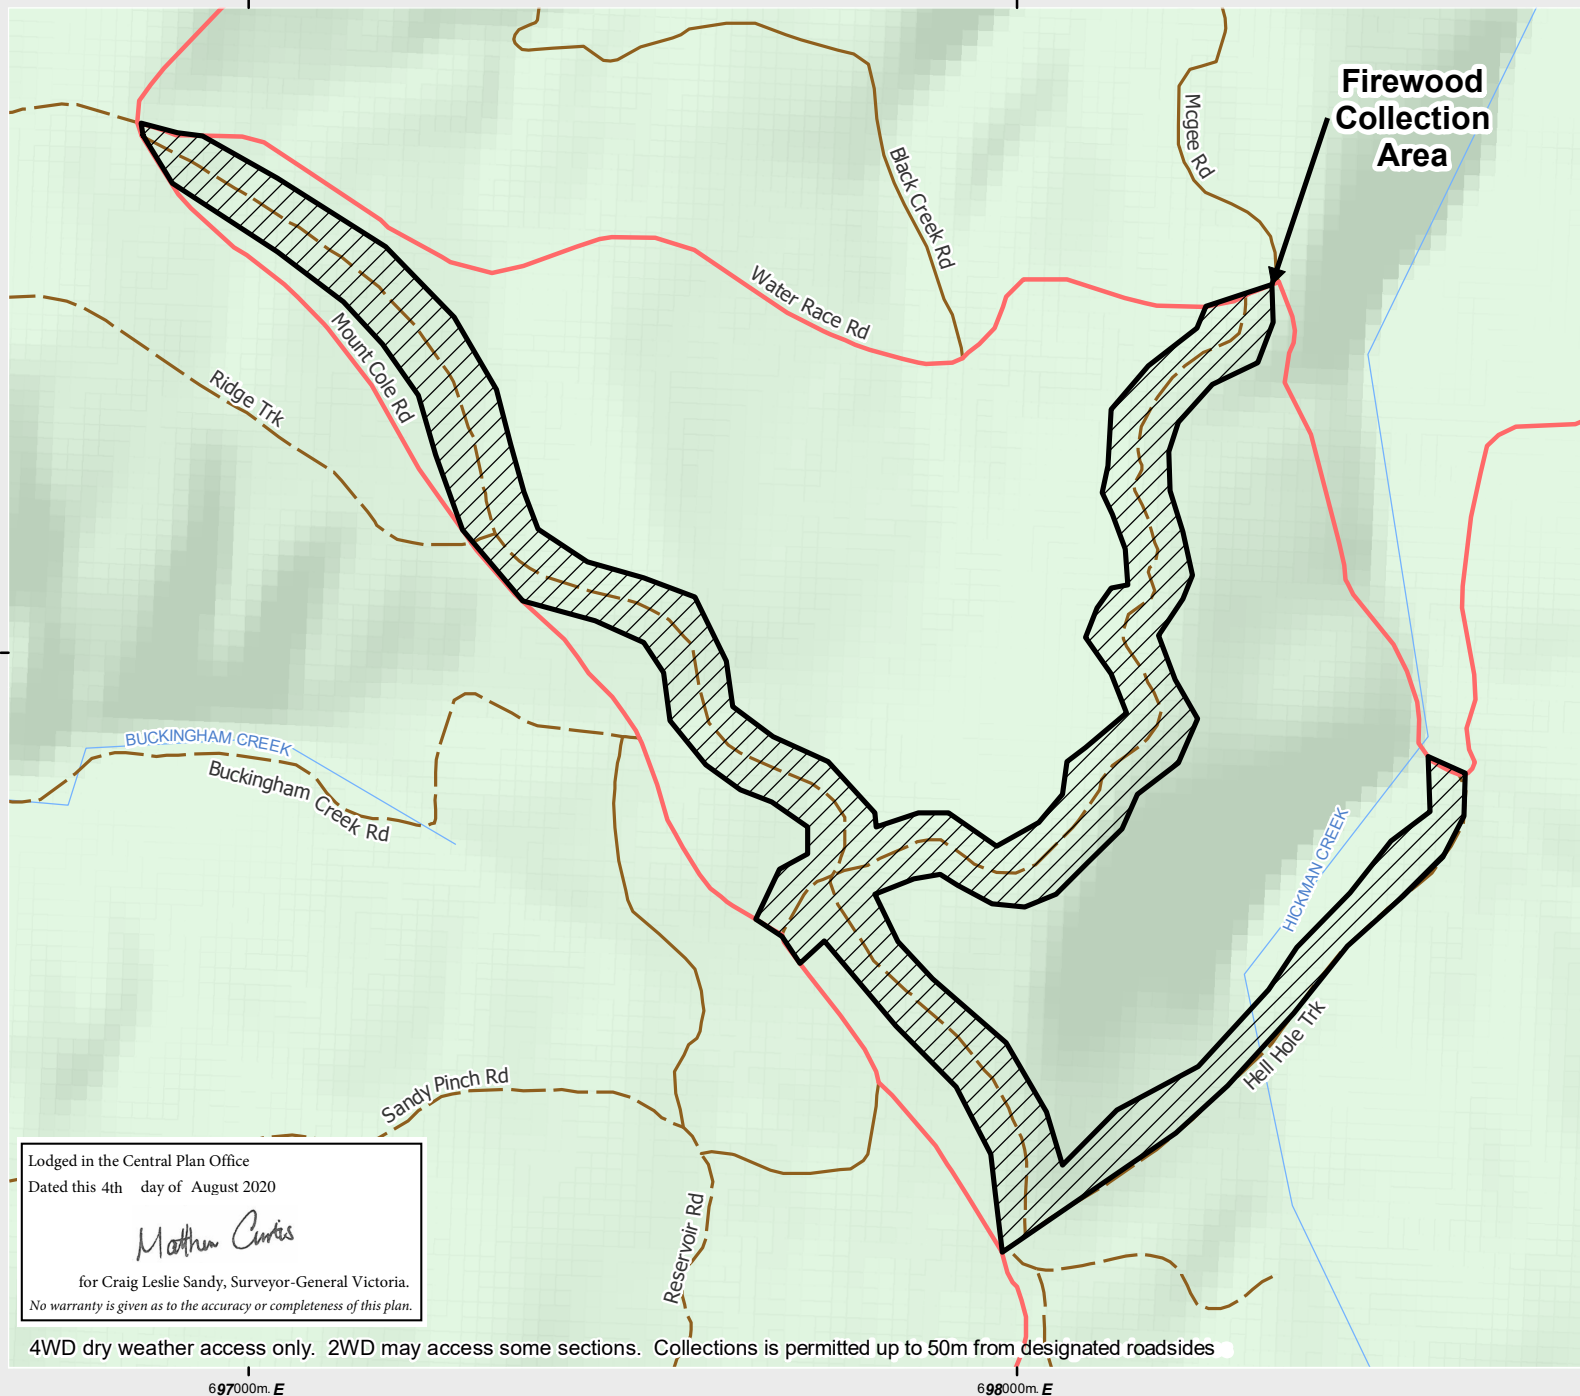 Firewood
Collection
Area
Mcgee Rd
Black Creek Rd
Water Race Rd
Mount Cole Rd
Ridge Trk
BUCKINGHAM CREEK
Buckingham Creek Rd
HICKMAN CREEK
Hell Hole Trk
Sandy Pinch Rd
Reservoir Rd
Lodged in the Central Plan Office
Dated this 4th day of August 2020
Matthew Curtis
for Craig Leslie Sandy, Surveyor-General Victoria.
No warranty is given as to the accuracy or completeness of this plan.
4WD dry weather access only. 2WD may access some sections. Collections is permitted up to 50m from designated roadsides
697000m. E
698000m. E